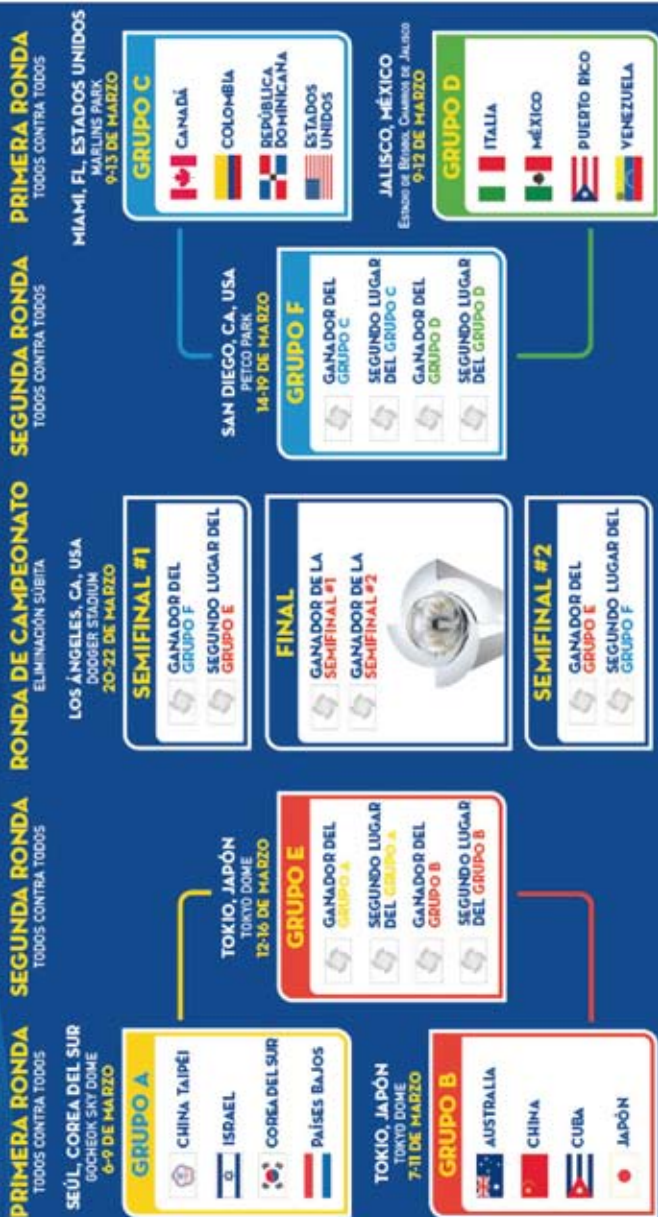 PRIMERA RONDA
TODOS CONTRA TODOS
SEÚL, COREA DEL SUR
GOCHEOK SKY DOME
6-9 DE MARZO
GRUPO A
CHINA TAIPÉI
ISRAEL
COREA DEL SUR
PAÍSES BAJOS
TOKIO, JAPÓN
TOKYO DOME
7-11 DE MARZO
GRUPO B
AUSTRALIA
CHINA
CUBA
JAPÓN
SEGUNDA RONDA
TODOS CONTRA TODOS
TOKIO, JAPÓN
TOKYO DOME
12-16 DE MARZO
GRUPO E
GANADOR DEL
GRUPO A
SEGUNDO LUGAR
DEL GRUPO A
GANADOR DEL
GRUPO B
SEGUNDO LUGAR
DEL GRUPO B
RONDA DE CAMPEONATO
ELIMINACIÓN SÚBITA
LOS ÁNGELES, CA, USA
DODGER STADIUM
20-22 DE MARZO
SEMIFINAL #1
GANADOR DEL
GRUPO F
SEGUNDO LUGAR DEL
GRUPO E
FINAL
GANADOR DE LA
SEMIFINAL #1
GANADOR DE LA
SEMIFINAL #2
SEMIFINAL #2
GANADOR DEL
GRUPO E
SEGUNDO LUGAR DEL
GRUPO F
SEGUNDA RONDA
TODOS CONTRA TODOS
SAN DIEGO, CA, USA
PETCO PARK
14-19 DE MARZO
GRUPO F
GANADOR DEL
GRUPO C
SEGUNDO LUGAR
DEL GRUPO C
GANADOR DEL
GRUPO D
SEGUNDO LUGAR
DEL GRUPO D
PRIMERA RONDA
TODOS CONTRA TODOS
MIAMI, FL, ESTADOS UNIDOS
MARLINS PARK
9-13 DE MARZO
GRUPO C
CANADÁ
COLOMBIA
REPÚBLICA
DOMINICANA
ESTADOS
UNIDOS
JALISCO, MÉXICO
ESTADIO DE BÉISBOL CHARROS DE JALISCO
9-12 DE MARZO
GRUPO D
ITALIA
MÉXICO
PUERTO RICO
VENEZUELA